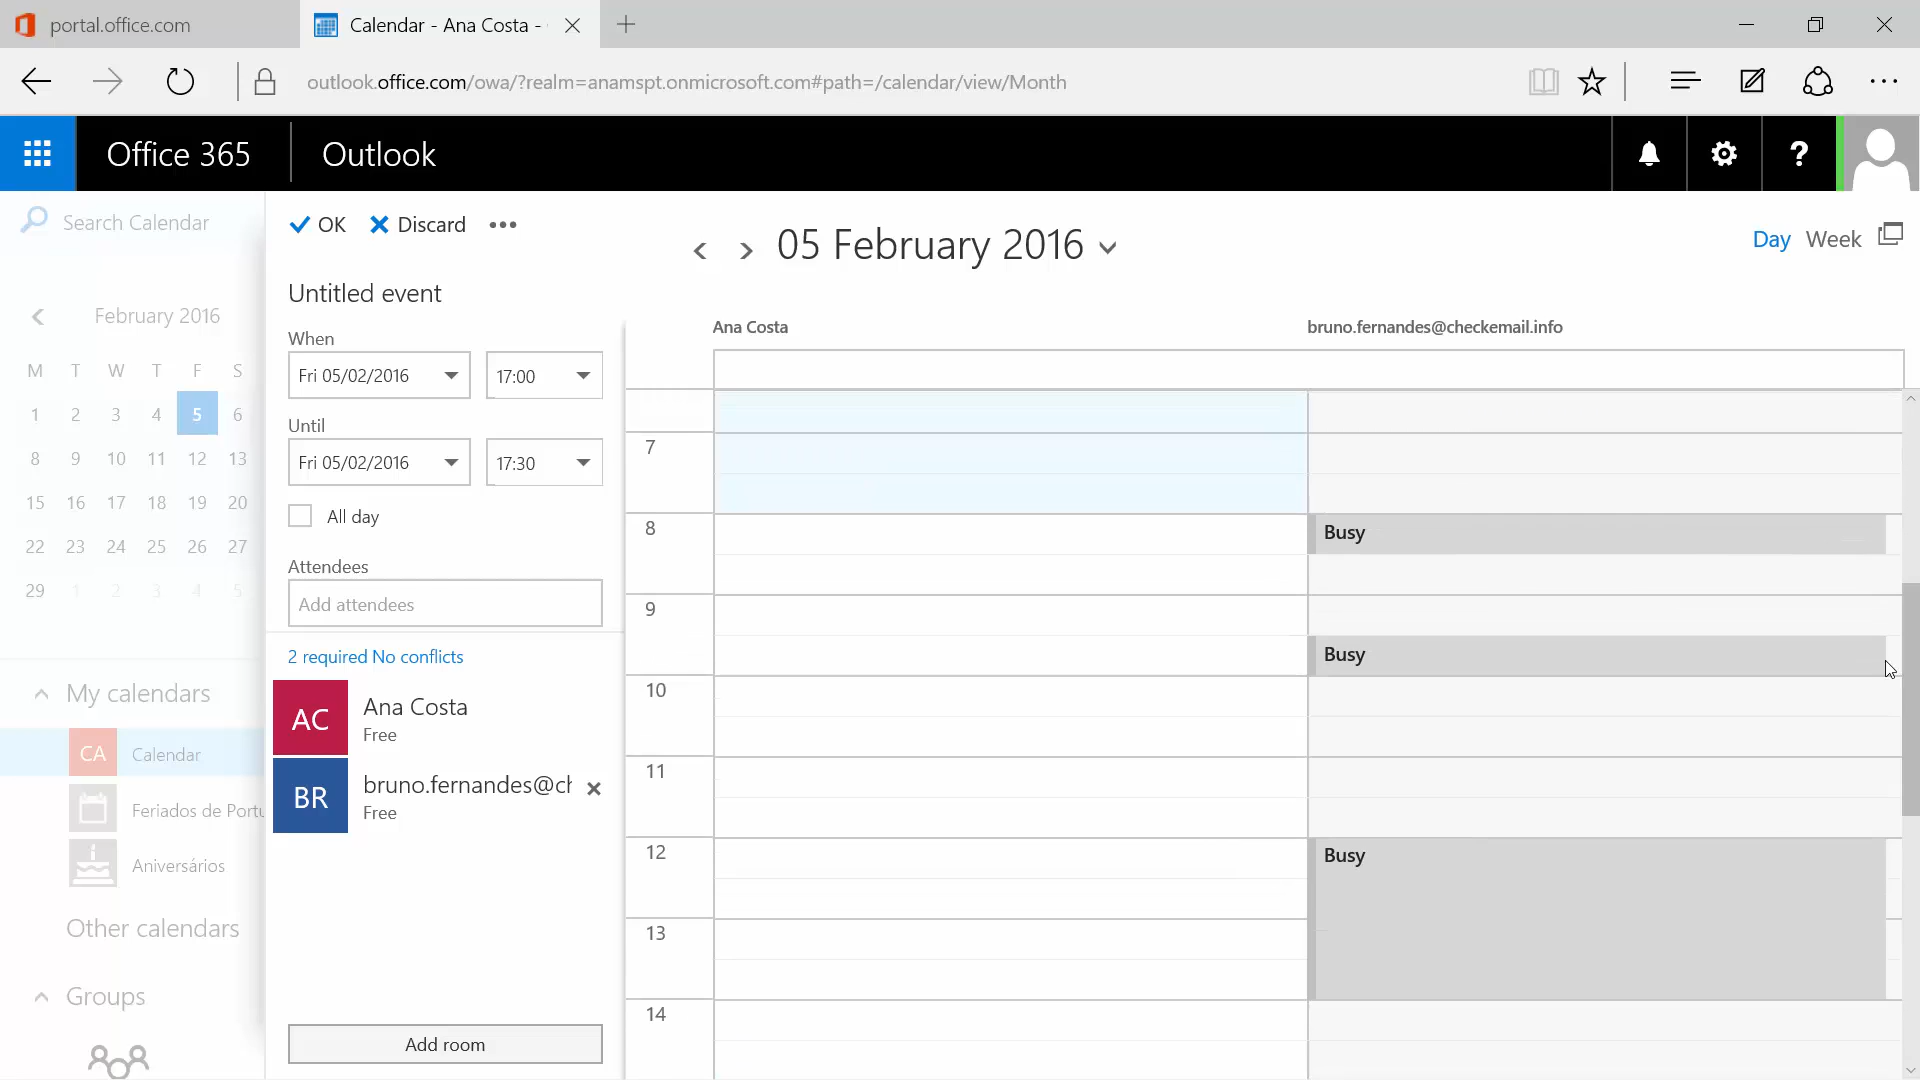 portal.office.com
Calendar - Ana Costa -
outlook.office.com/owa/?realm=anamspt.onmicrosoft.com#path=/calendar/view/Month
Office 365
Outlook
?
Search Calendar
February 2016
M T W T F S
1 2 3 4 5 6
8 9 10 11 12 13
15 16 17 18 19 20
22 23 24 25 26 27
29 1 2 3 4 5
My calendars
CA Calendar
Feriados de Portu
Aniversários
Other calendars
Groups
OK
Discard
Untitled event
When
Fri 05/02/2016
17:00
Until
Fri 05/02/2016
17:30
All day
Attendees
Add attendees
2 required No conflicts
AC
Ana Costa
Free
BR
bruno.fernandes@ch
Free
Add room
05 February 2016
Day Week
Ana Costa
bruno.fernandes@checkemail.info
7
8
Busy
9
Busy
10
11
12
Busy
13
14